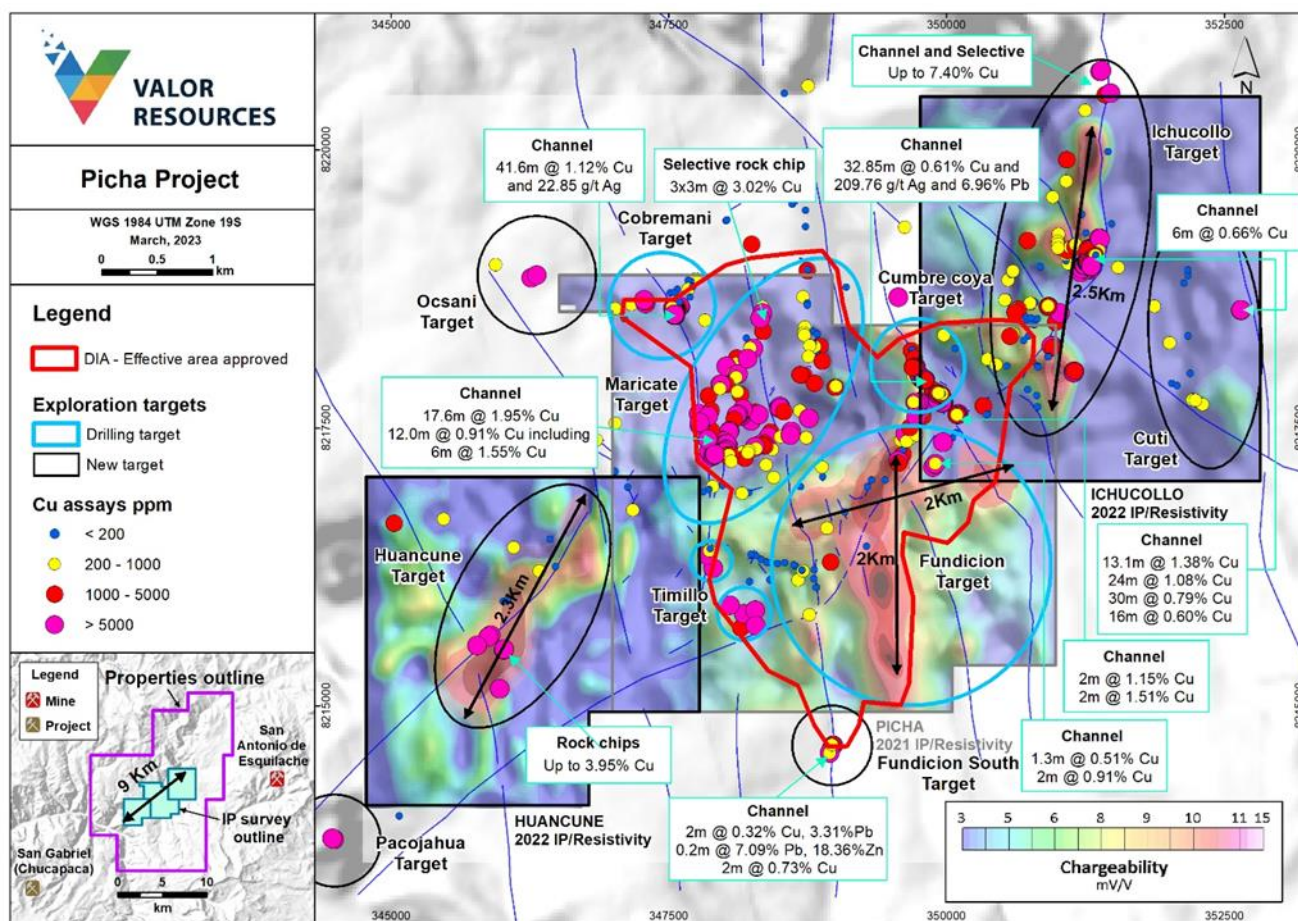 VALOR
RESOURCES
Picha Project
WGS 1984 UTM Zone 19S
March, 2023
0 0.5 1
km
Legend
DIA - Effective area approved
Exploration targets
Drilling target
New target
Cu assays ppm
< 200
200 - 1000
1000 - 5000
> 5000
Legend
Mine
Project
Properties outline
San
Antonio de
Esquilache
9 Km
IP survey
outline
San Gabriel
(Chucapaca)
0 5 10
km
345000
347500
350000
352500
8220000
8220000
8217500
8217500
8215000
8215000
345000
347500
350000
352500
N
Channel and Selective
Up to 7.40% Cu
Ichucollo
Target
Channel
41.6m @ 1.12% Cu
and 22.85 g/t Ag
Selective rock chip
3x3m @ 3.02% Cu
Channel
32.85m @ 0.61% Cu and
209.76 g/t Ag and 6.96% Pb
Channel
6m @ 0.66% Cu
Cobremani
Target
Ocsani
Target
Cumbre coya
Target
2.5Km
Maricate
Target
Channel
17.6m @ 1.95% Cu
12.0m @ 0.91% Cu including
6m @ 1.55% Cu
Cuti
Target
ICHUCOLLO
2022 IP/Resistivity
2Km
2Km
Huancune
Target
2.3Km
Timillo
Target
Fundicion
Target
Channel
13.1m @ 1.38% Cu
24m @ 1.08% Cu
30m @ 0.79% Cu
16m @ 0.60% Cu
Channel
2m @ 1.15% Cu
2m @ 1.51% Cu
Channel
1.3m @ 0.51% Cu
2m @ 0.91% Cu
Rock chips
Up to 3.95% Cu
PICHA
2021 IP/Resistivity
Fundicion South
Target
Channel
2m @ 0.32% Cu, 3.31%Pb
0.2m @ 7.09% Pb, 18.36%Zn
2m @ 0.73% Cu
HUANCUNE
2022 IP/Resistivity
Pacojahua
Target
3 5 6 8 9 10 11 15
Chargeability
mV/V